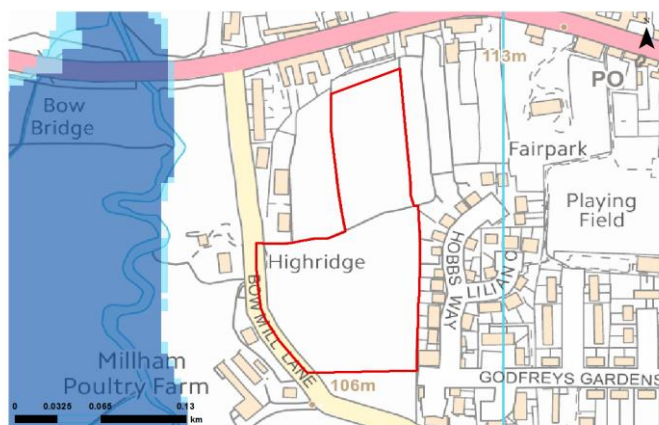 N
113m
PO
Bow
Bridge
Fairpark
Playing
Field
Highridge
HOBBS WAY
BOW MILL LANE
Millham
Poultry Farm
106m
GODFREYS GARDENS
0 0.0325 0.065 0.13
km